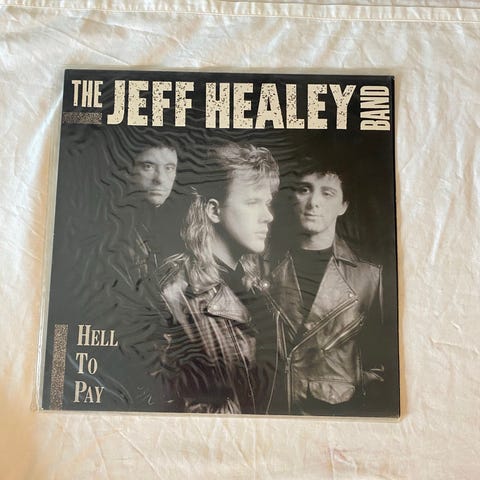 THE JEFF HEALEY BAND
HELL
TO
PAY